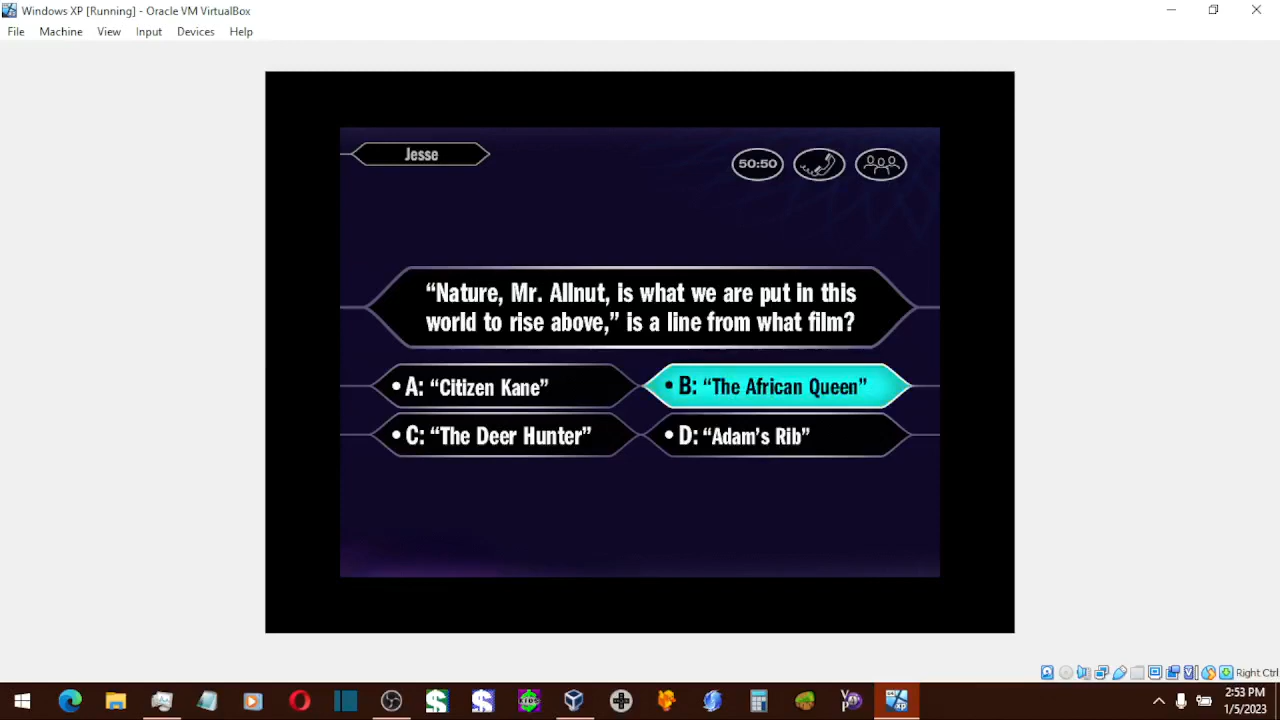 Windows XP [Running] - Oracle VM VirtualBox
File Machine View Input Devices Help
Jesse
50:50
“Nature, Mr. Allnut, is what we are put in this
world to rise above,” is a line from what film?
• A: “Citizen Kane”
• B: “The African Queen”
• C: “The Deer Hunter”
• D: “Adam’s Rib”
Right Ctrl
2:53 PM
1/5/2023